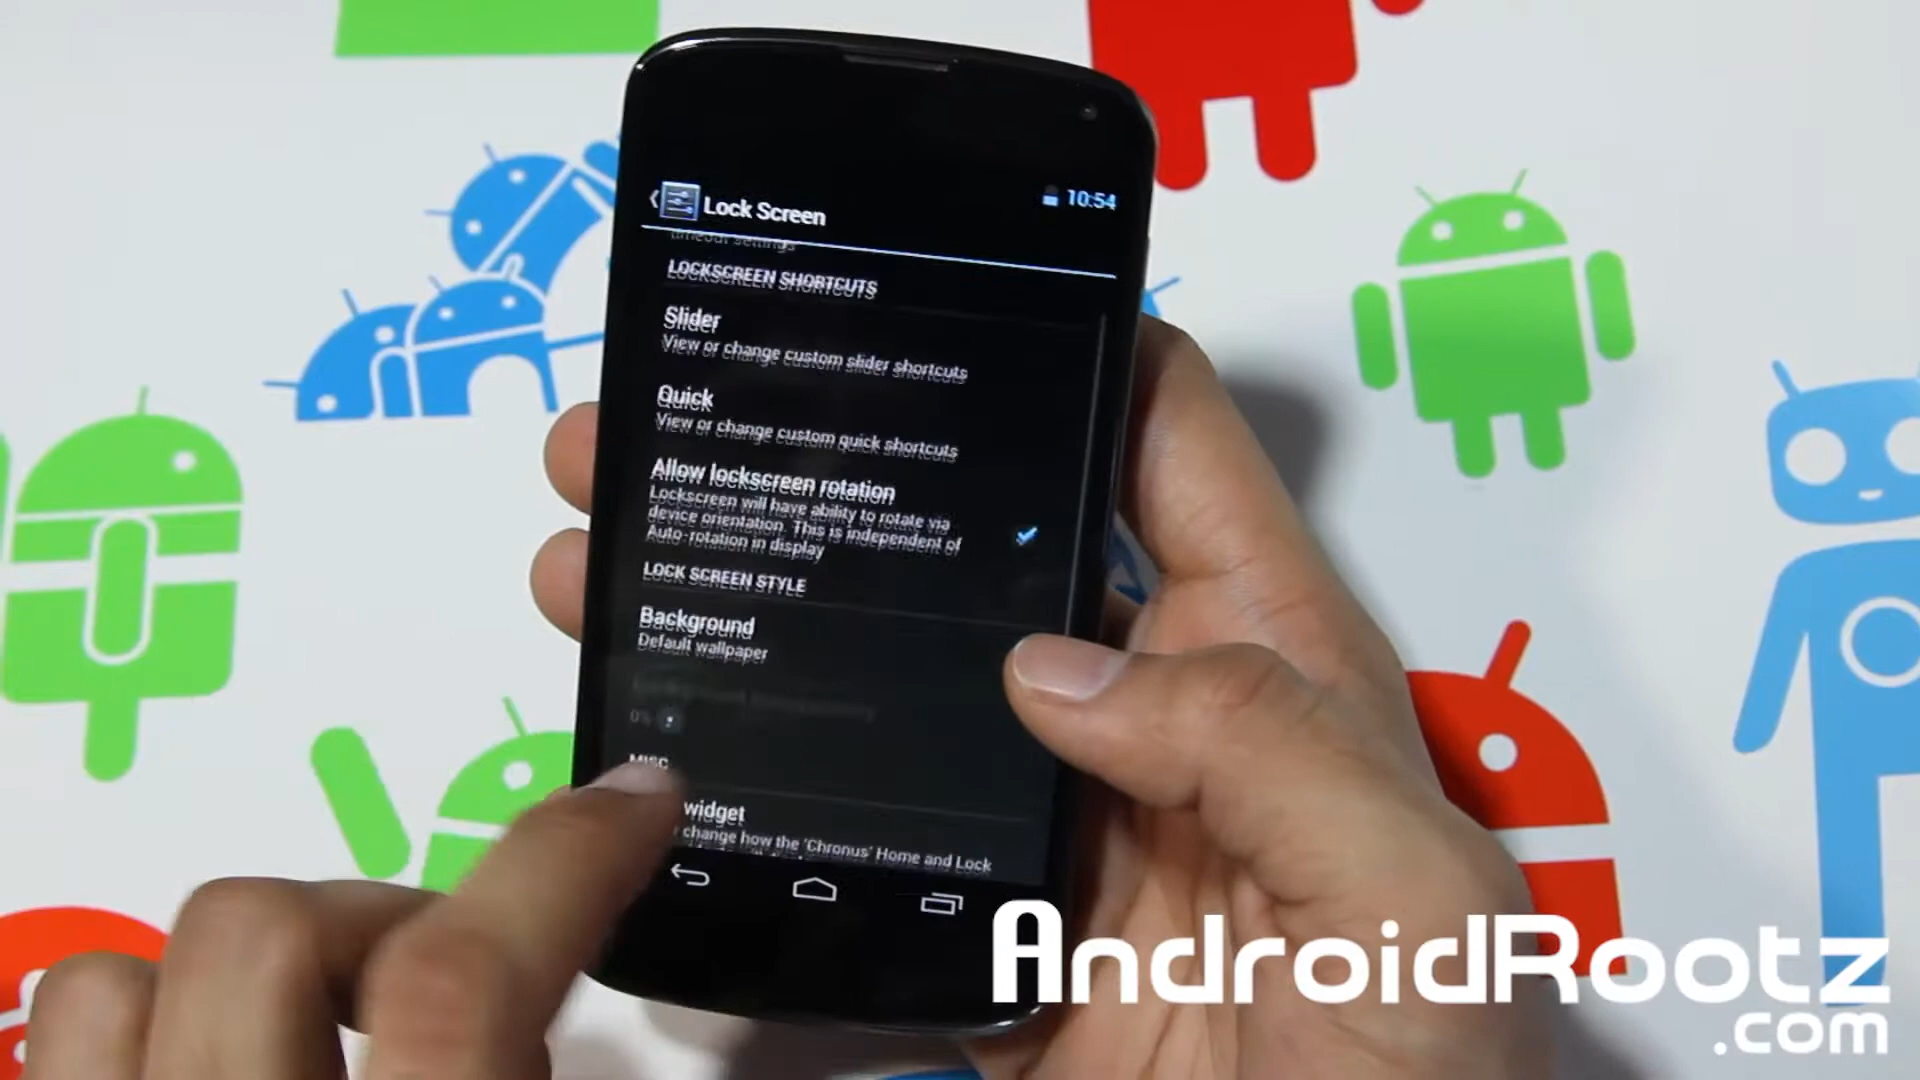 10:54
Lock Screen
timeout settings
LOCKSCREEN SHORTCUTS
Slider
View or change custom slider shortcuts
Quick
View or change custom quick shortcuts
Allow lockscreen rotation
Lockscreen will have ability to rotate via
device orientation. This is independent of
Auto-rotation in display
LOCK SCREEN STYLE
Background
Default wallpaper
0%
MISC
widget
change how the 'Chronus' Home and Lock
AndroidRootz
.com